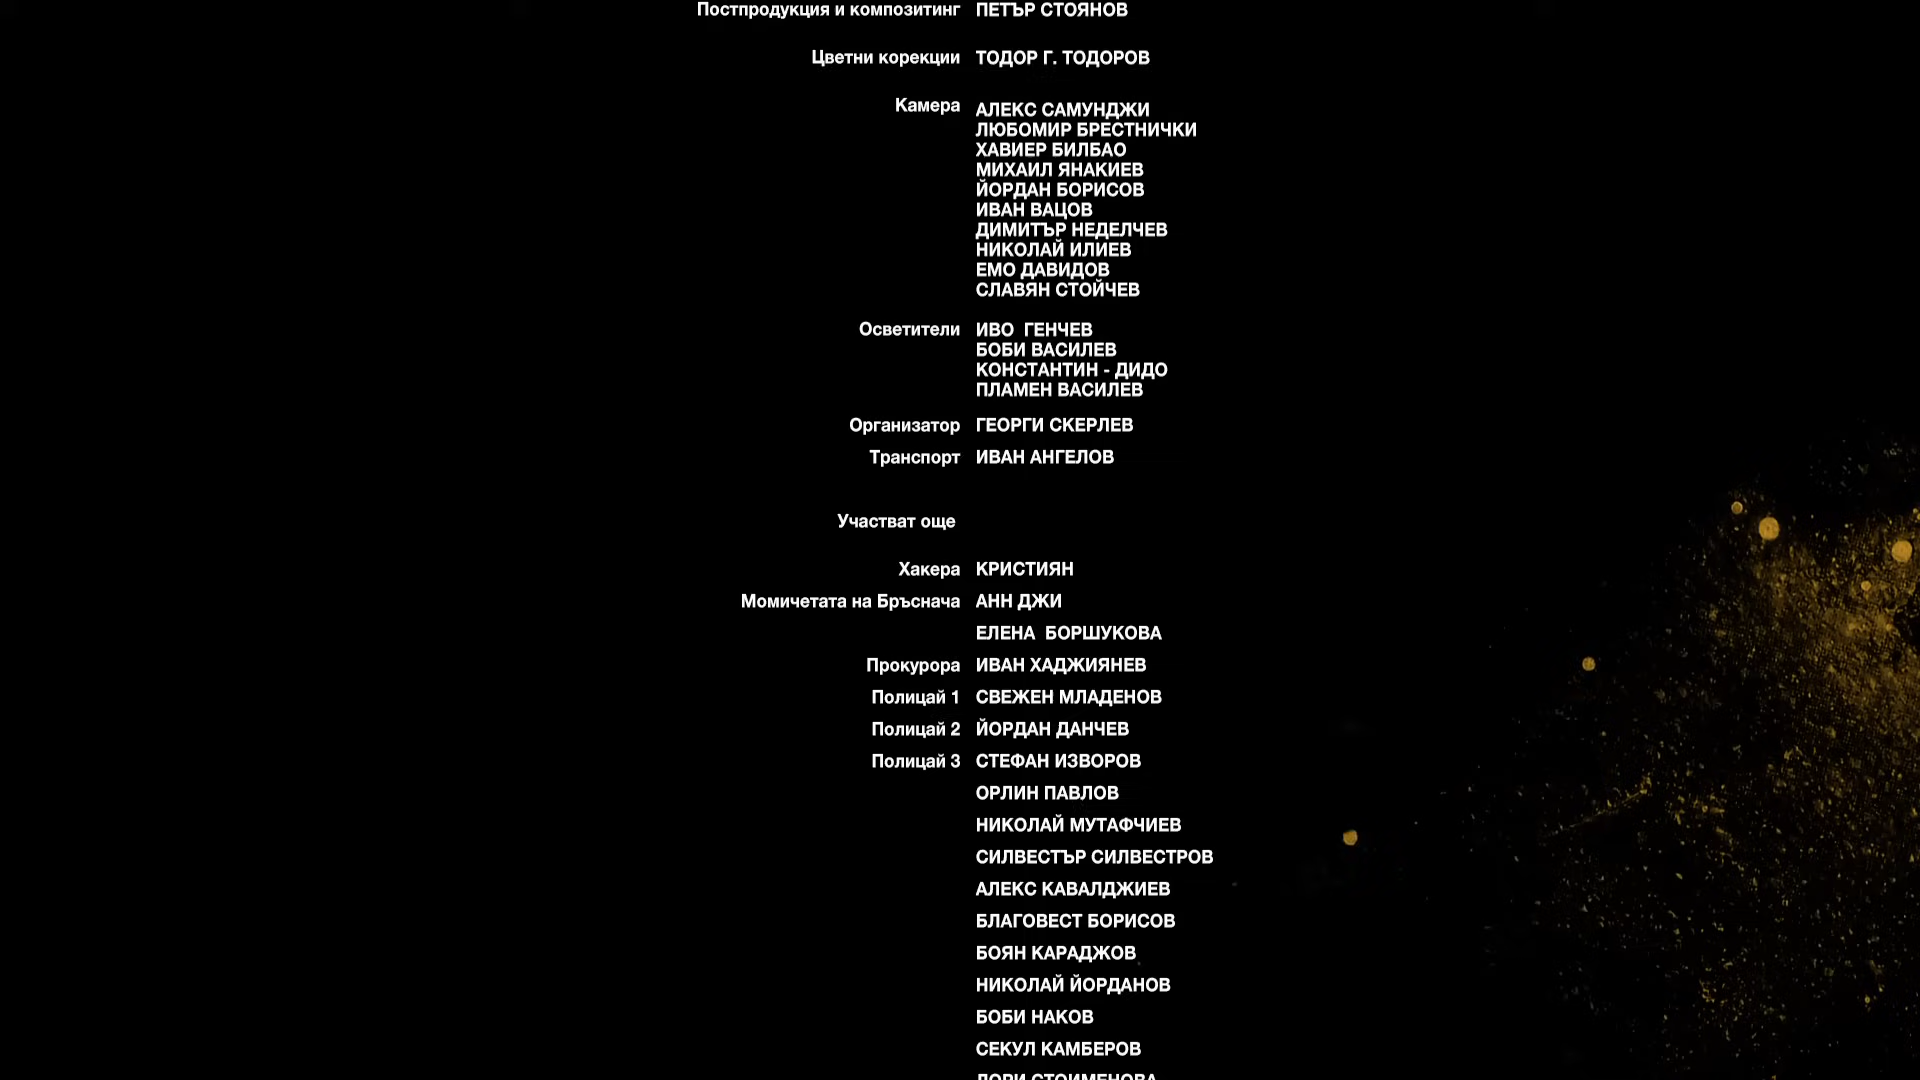 Постпродукция и композитинг ПЕТЪР СТОЯНОВ
Цветни корекции ТОДОР Г. ТОДОРОВ
Камера АЛЕКС САМУНДЖИ
ЛЮБОМИР БРЕСТНИЧКИ
ХАВИЕР БИЛБАО
МИХАИЛ ЯНАКИЕВ
ЙОРДАН БОРИСОВ
ИВАН ВАЦОВ
ДИМИТЪР НЕДЕЛЧЕВ
НИКОЛАЙ ИЛИЕВ
ЕМО ДАВИДОВ
СЛАВЯН СТОЙЧЕВ
Осветители ИВО ГЕНЧЕВ
БОБИ ВАСИЛЕВ
КОНСТАНТИН - ДИДО
ПЛАМЕН ВАСИЛЕВ
Организатор ГЕОРГИ СКЕРЛЕВ
Транспорт ИВАН АНГЕЛОВ
Участват още
Хакера КРИСТИЯН
Момичетата на Бръснача АНН ДЖИ
ЕЛЕНА БОРШУКОВА
Прокурора ИВАН ХАДЖИЯНЕВ
Полицай 1 СВЕЖЕН МЛАДЕНОВ
Полицай 2 ЙОРДАН ДАНЧЕВ
Полицай 3 СТЕФАН ИЗВОРОВ
ОРЛИН ПАВЛОВ
НИКОЛАЙ МУТАФЧИЕВ
СИЛВЕСТЪР СИЛВЕСТРОВ
АЛЕКС КАВАЛДЖИЕВ
БЛАГОВЕСТ БОРИСОВ
БОЯН КАРАДЖОВ
НИКОЛАЙ ЙОРДАНОВ
БОБИ НАКОВ
СЕКУЛ КАМБЕРОВ
ЛОРИ СТОИМЕНОВА